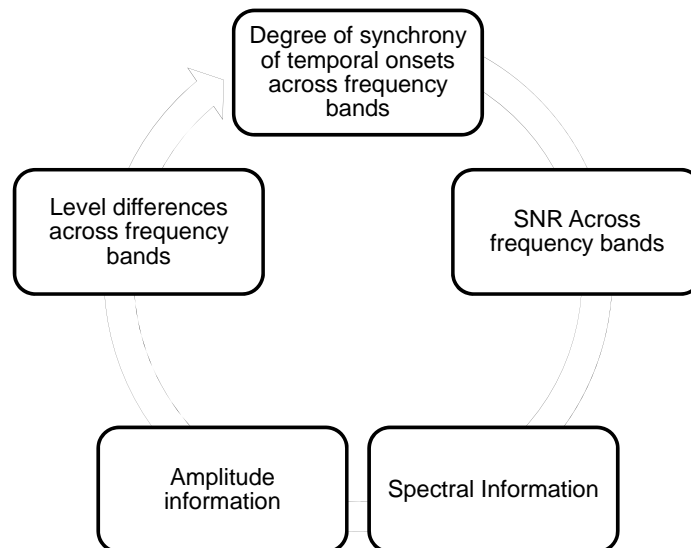 Degree of synchrony
of temporal onsets
across frequency
bands
SNR Across
frequency bands
Spectral Information
Amplitude
information
Level differences
across frequency
bands